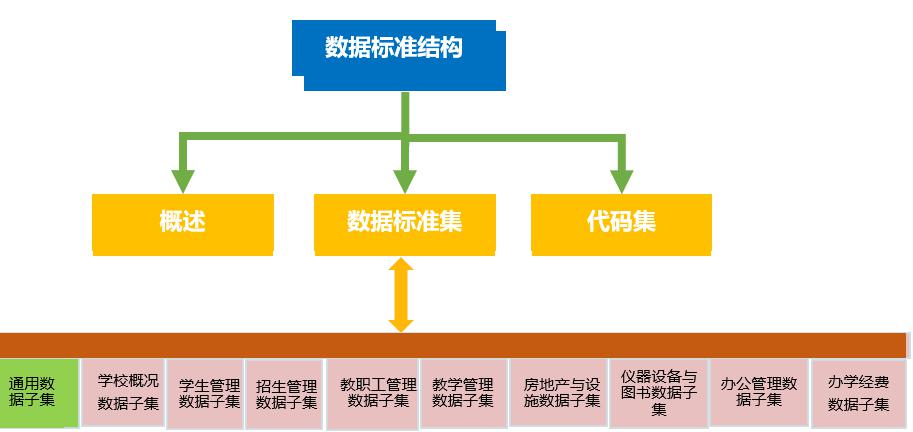 数据标准结构
概述
数据标准集
代码集
通用数
据子集
学校概况
数据子集
学生管理
数据子集
招生管理
数据子集
教职工管理
数据子集
教学管理
数据子集
房地产与设
施数据子集
仪器设备与
图书数据子
集
办公管理数
据子集
办学经费
数据子集